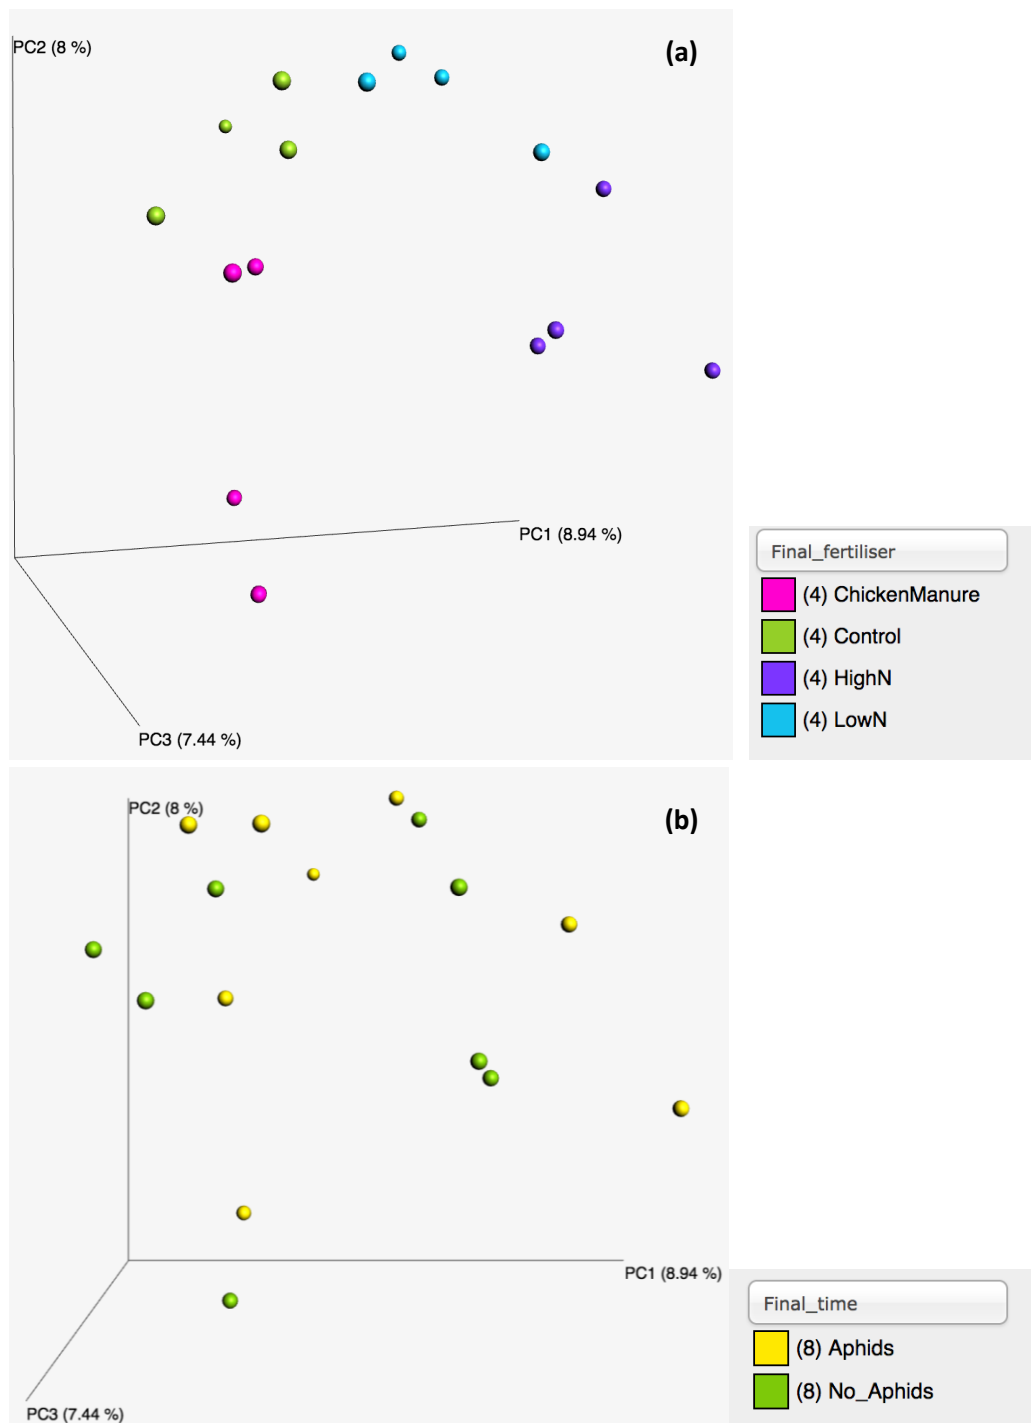 PC2 (8 %)
(a)
PC1 (8.94 %)
PC3 (7.44 %)
Final_fertiliser
(4) ChickenManure
(4) Control
(4) HighN
(4) LowN
PC2 (8 %)
(b)
PC1 (8.94 %)
PC3 (7.44 %)
Final_time
(8) Aphids
(8) No_Aphids